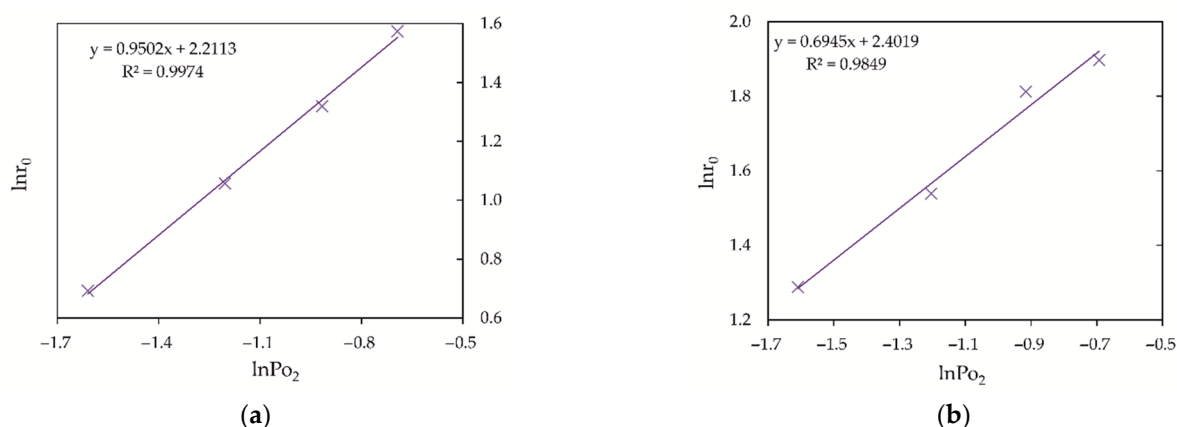 y = 0.9502x + 2.2113
R² = 0.9974
1.6
1.4
1.2
1.0
0.8
0.6
lnr₀
−1.7
−1.4
−1.1
−0.8
−0.5
lnPo₂
(a)
y = 0.6945x + 2.4019
R² = 0.9849
2.0
1.8
1.6
1.4
1.2
lnr₀
−1.7
−1.5
−1.3
−1.1
−0.9
−0.7
−0.5
lnPo₂
(b)